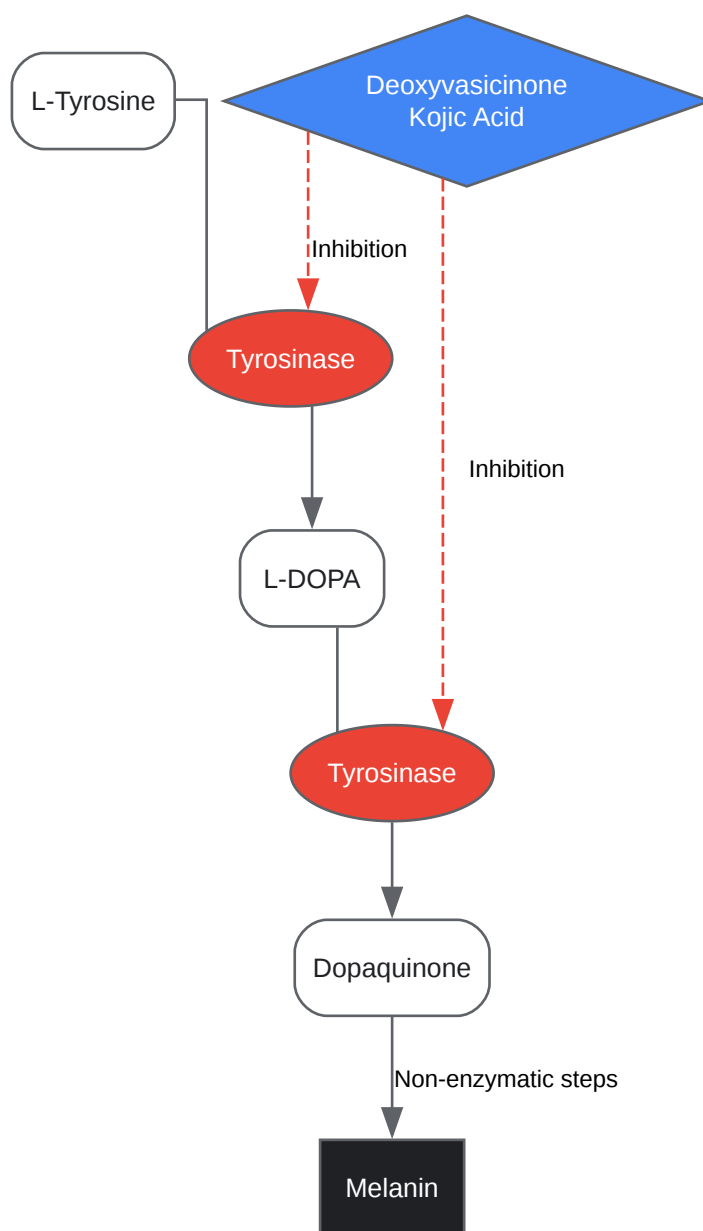 L-Tyrosine
Deoxyvasicinone
Kojic Acid
Inhibition
Tyrosinase
Inhibition
L-DOPA
Tyrosinase
Dopaquinone
Non-enzymatic steps
Melanin